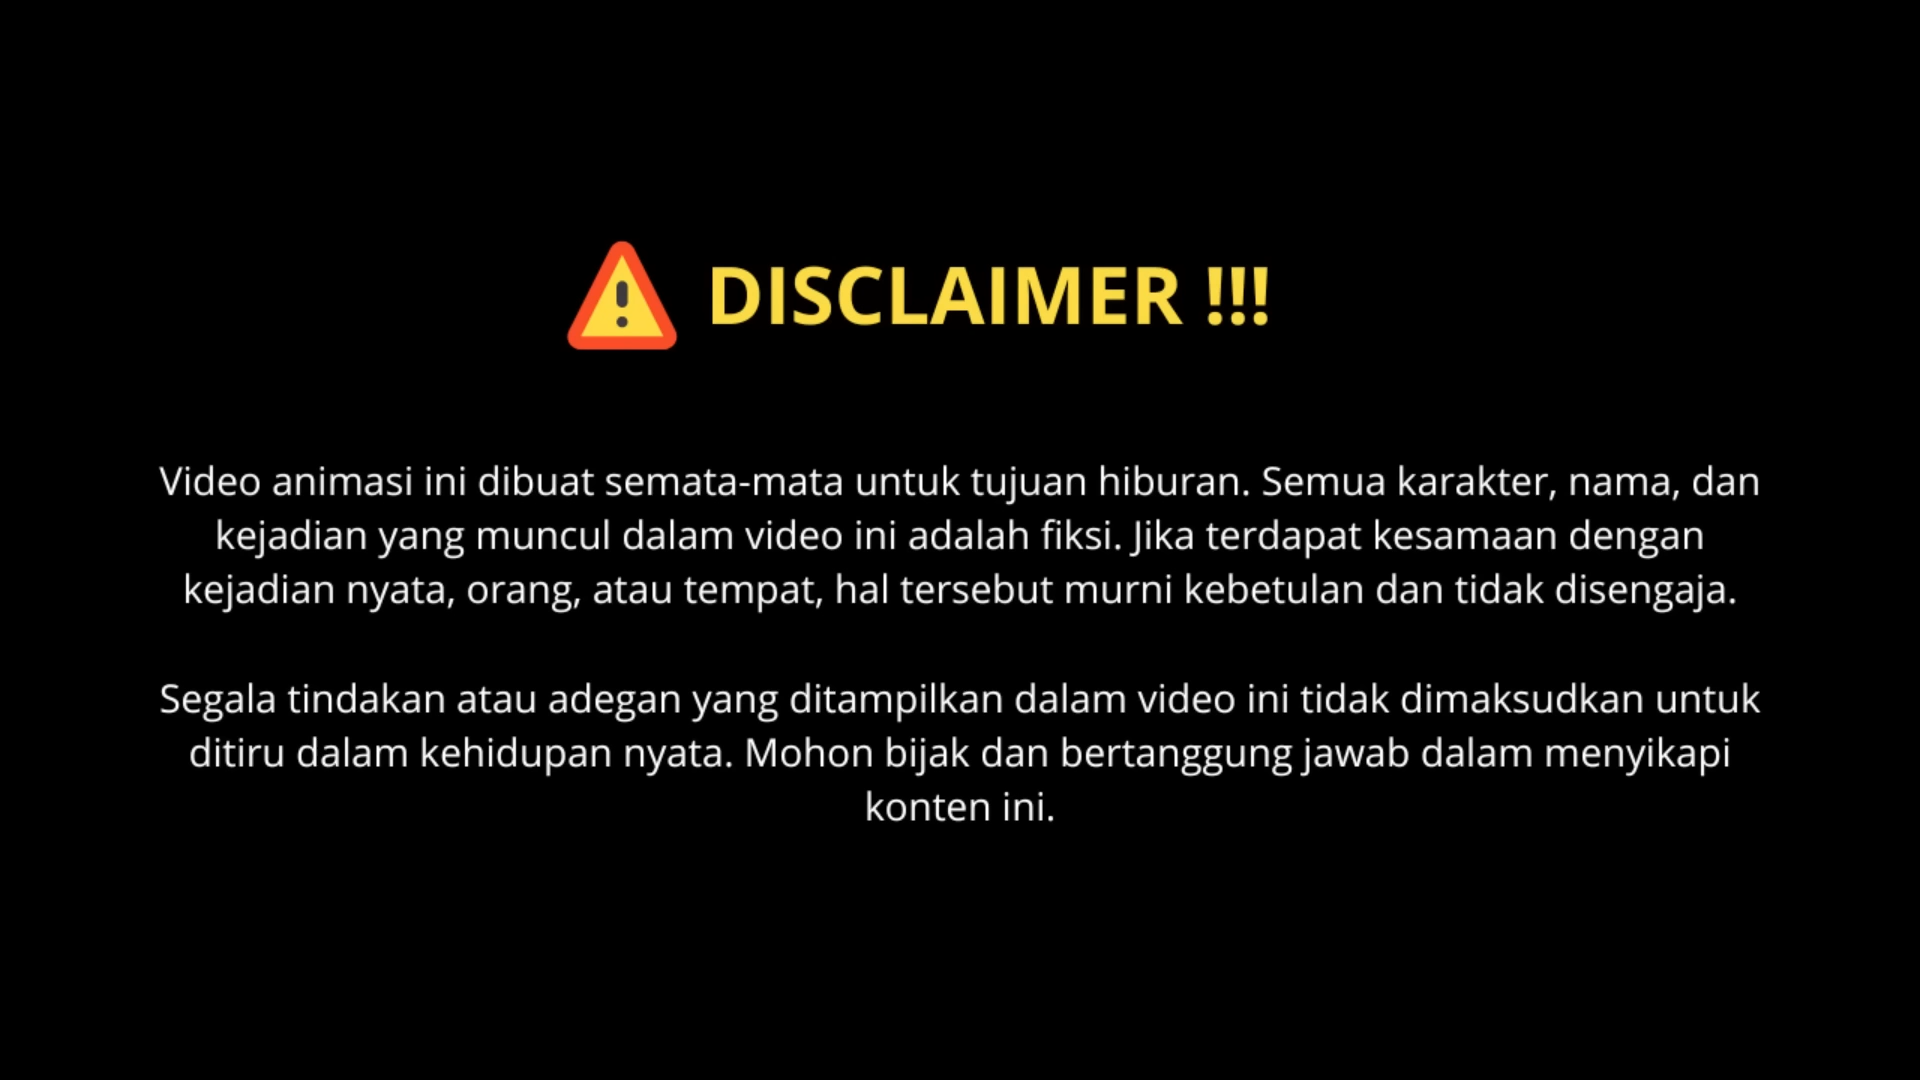 DISCLAIMER !!!
Video animasi ini dibuat semata-mata untuk tujuan hiburan. Semua karakter, nama, dan
kejadian yang muncul dalam video ini adalah fiksi. Jika terdapat kesamaan dengan
kejadian nyata, orang, atau tempat, hal tersebut murni kebetulan dan tidak disengaja.
Segala tindakan atau adegan yang ditampilkan dalam video ini tidak dimaksudkan untuk
ditiru dalam kehidupan nyata. Mohon bijak dan bertanggung jawab dalam menyikapi
konten ini.